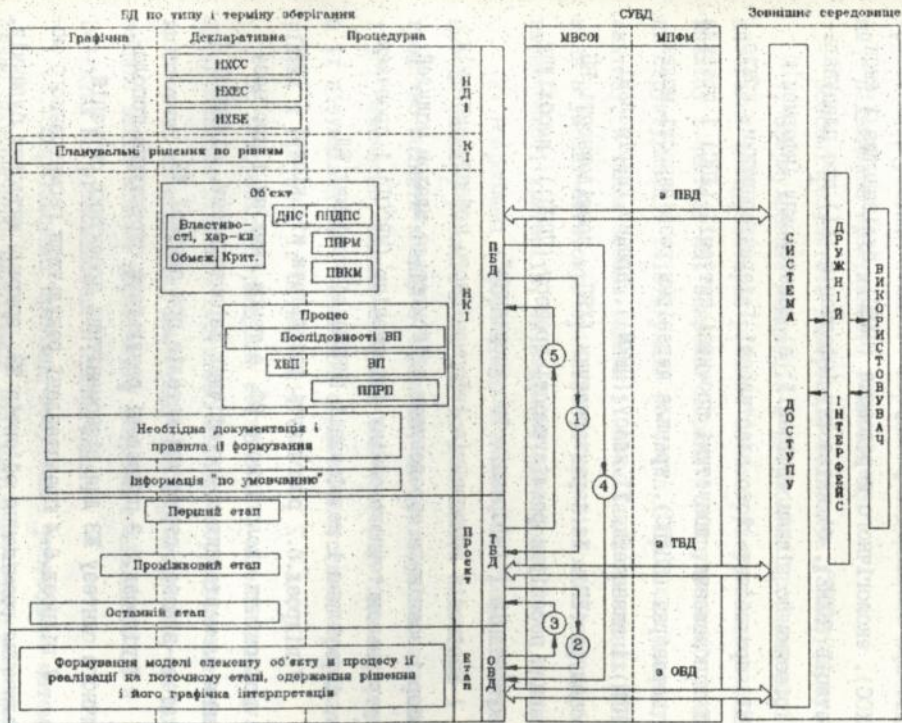 БД по типу і терміну зберігання
СУБД
Зовнішнє середовище
Графічна
Декларативна
Процедурна
МВСОІ
МПФМ
НХСС
НХЕС
НХБЕ
НДІ
Планувальні рішення по рівним
КІ
Об'єкт
Властиво-
сті, хар-ки
Обмеж.
Крит.
ДПС
ППДПС
ППРМ
ПВКМ
Процес
Послідовності ВП
ХВП
ВП
ППРП
НКІ
ПБД
Необхідна документація і
правила її формування
Інформація "по умовчанню"
Перший етап
Проміжковий етап
Останній етап
Проект
ТБД
Формування моделі елементу об'єкту и процесу її
реалізації на поточному етапі, одержання рішення
і його графічна інтерпретація
Етап
ОБД
з ПБД
5
1
4
з ТБД
3
2
з ОБД
СИСТЕМА ДОСТУПУ
ДРУЖНІЙ ІНТЕРФЕЙС
ВИКОРИСТОВУВАЧ